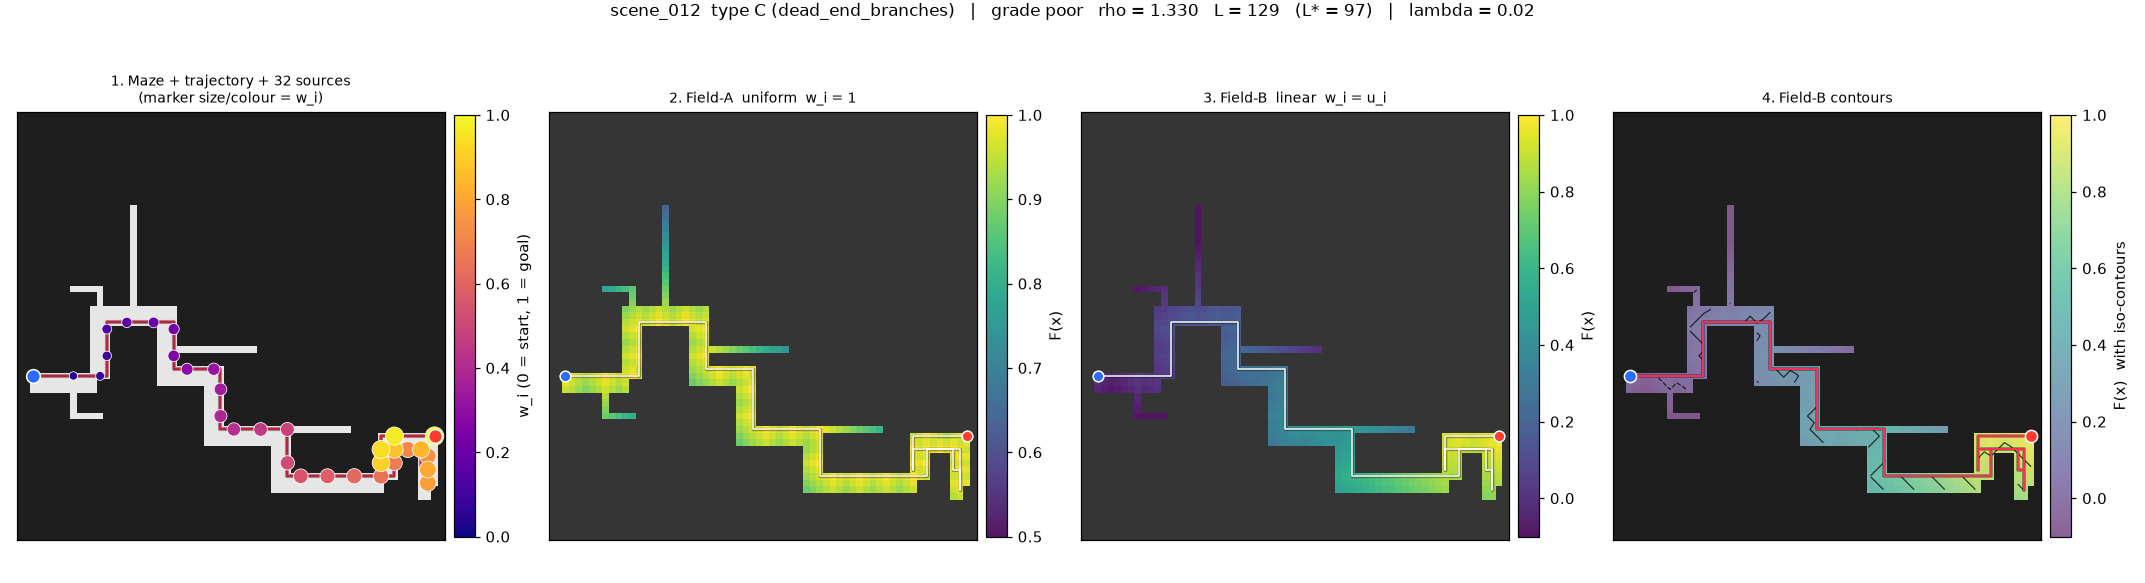 scene_012  type C (dead_end_branches)   |   grade poor   rho = 1.330   L = 129   (L* = 97)   |   lambda = 0.02
1. Maze + trajectory + 32 sources
(marker size/colour = w_i)
1.0
0.8
0.6
0.4
0.2
0.0
w_i (0 = start, 1 = goal)
2. Field-A  uniform  w_i = 1
1.0
0.9
0.8
0.7
0.6
0.5
F(x)
3. Field-B  linear  w_i = u_i
1.0
0.8
0.6
0.4
0.2
0.0
F(x)
4. Field-B contours
1.0
0.8
0.6
0.4
0.2
0.0
F(x)  with iso-contours